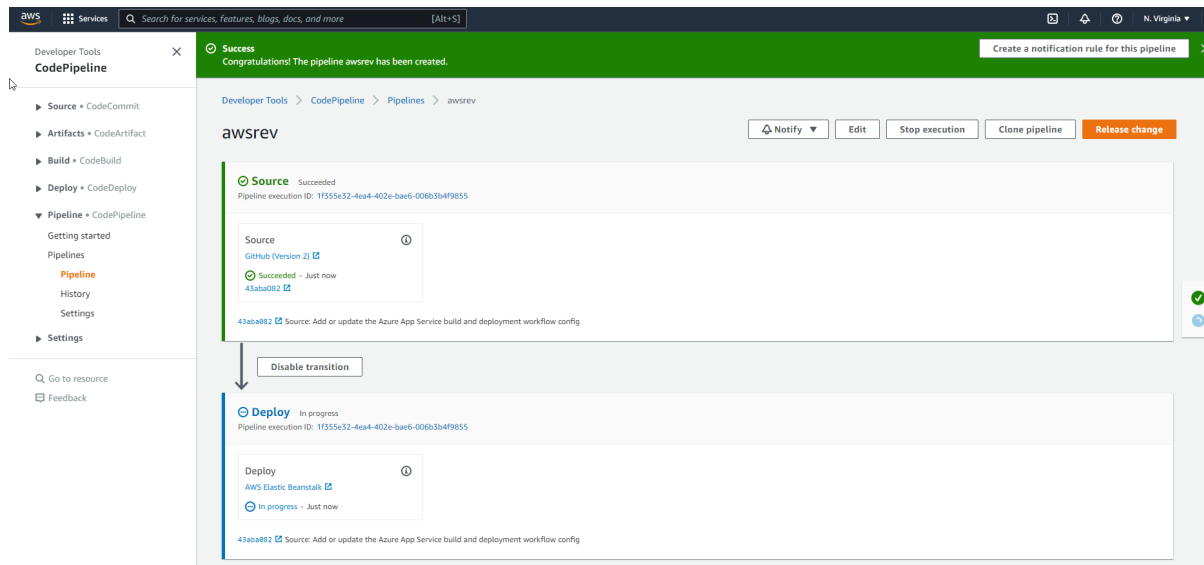 aws Services Search for services, features, blogs, docs, and more [Alt+S] N. Virginia
Developer Tools
CodePipeline
Source • CodeCommit
Artifacts • CodeArtifact
Build • CodeBuild
Deploy • CodeDeploy
Pipeline • CodePipeline
Getting started
Pipelines
Pipeline
History
Settings
Settings
Go to resource
Feedback
Success
Congratulations! The pipeline awsrev has been created.
Create a notification rule for this pipeline
Developer Tools > CodePipeline > Pipelines > awsrev
awsrev
Notify Edit Stop execution Clone pipeline Release change
Source Succeeded
Pipeline execution ID: 1f355e32-4ea4-402e-bae6-006b3b4f9855
Source
GitHub (Version 2)
Succeeded - Just now
43aba082
43aba082 Source: Add or update the Azure App Service build and deployment workflow config
Disable transition
Deploy In progress
Pipeline execution ID: 1f355e32-4ea4-402e-bae6-006b3b4f9855
Deploy
AWS Elastic Beanstalk
In progress - Just now
43aba082 Source: Add or update the Azure App Service build and deployment workflow config